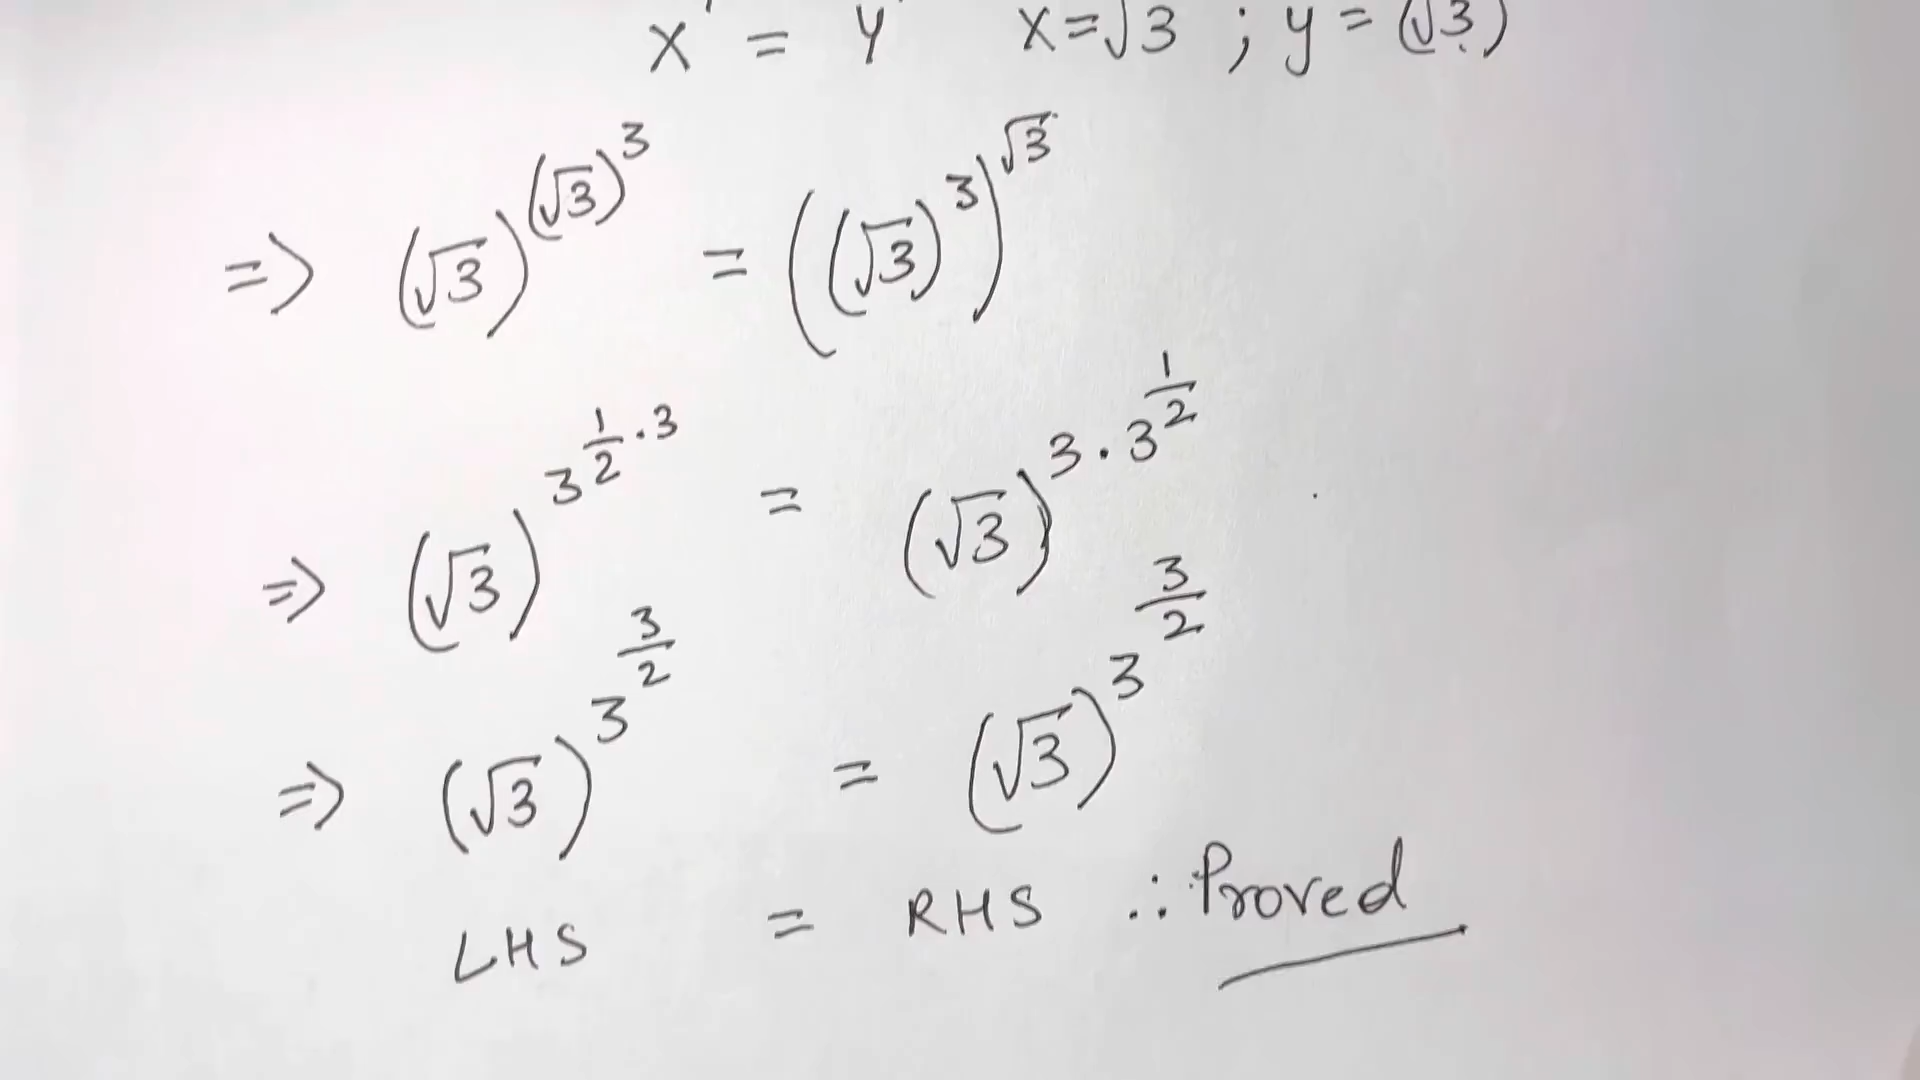 x' = y' x=√3 ; y = (√3)
=> (√3)^(√3)^3 = ((√3)^3)^√3
=> (√3)^3^(1/2 · 3) = (√3)^3 · 3^(1/2)
=> (√3)^3^(3/2) = (√3)^3^(3/2)
LHS = RHS ∴ Proved